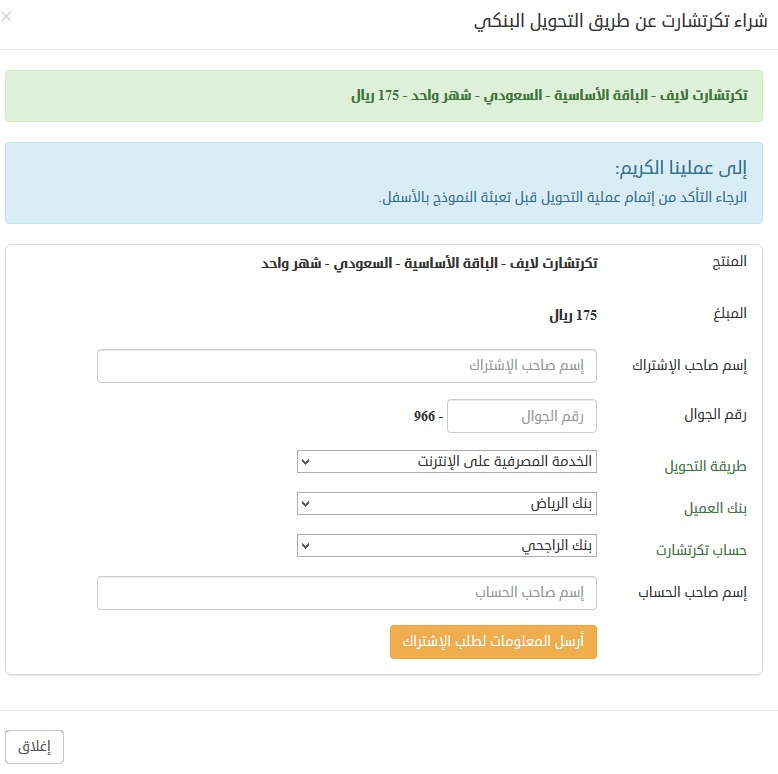 شراء تكرتشارت عن طريق التحويل البنكي
×
تكرتشارت لايف - الباقة الأساسية - السعودي - شهر واحد - 175 ريال
إلى عملينا الكريم:
الرجاء التأكد من إتمام عملية التحويل قبل تعبئة النموذج بالأسفل.
المنتج تكرتشارت لايف - الباقة الأساسية - السعودي - شهر واحد
المبلغ 175 ريال
إسم صاحب الإشتراك إسم صاحب الإشتراك
رقم الجوال رقم الجوال - 966
طريقة التحويل الخدمة المصرفية على الإنترنت
بنك العميل بنك الرياض
حساب تكرتشارت بنك الراجحي
إسم صاحب الحساب إسم صاحب الحساب
أرسل المعلومات لطلب الإشتراك
إغلاق